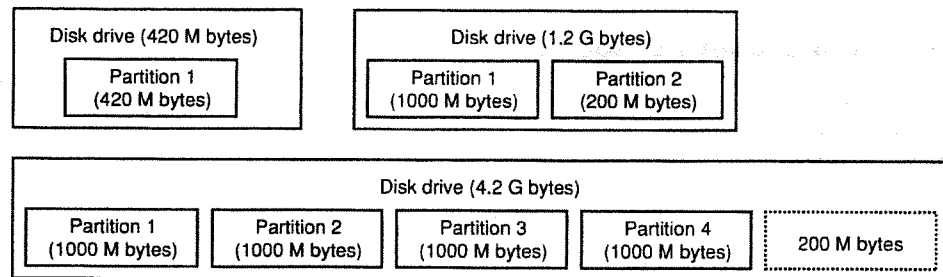 Disk drive (420 M bytes)
Partition 1
(420 M bytes)
Disk drive (1.2 G bytes)
Partition 1
(1000 M bytes)
Partition 2
(200 M bytes)
Disk drive (4.2 G bytes)
Partition 1
(1000 M bytes)
Partition 2
(1000 M bytes)
Partition 3
(1000 M bytes)
Partition 4
(1000 M bytes)
200 M bytes